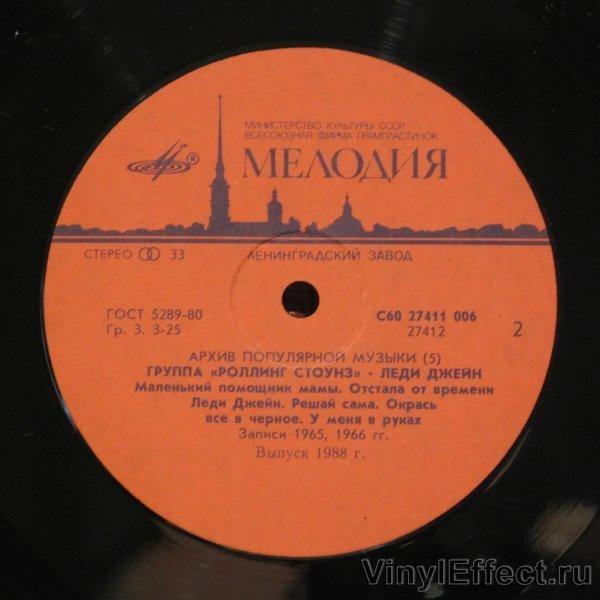 МИНИСТЕРСТВО КУЛЬТУРЫ СССР
ВСЕСОЮЗНАЯ ФИРМА ГРАМПЛАСТИНОК
МЕЛОДИЯ
®
СТЕРЕО 33 ЛЕНИНГРАДСКИЙ ЗАВОД
ГОСТ 5289-80 С60 27411 006
Гр. 3. 3-25 27412 2
АРХИВ ПОПУЛЯРНОЙ МУЗЫКИ (5)
ГРУППА «РОЛЛИНГ СТОУНЗ» · ЛЕДИ ДЖЕЙН
Маленький помощник мамы. Отстала от времени
Леди Джейн. Решай сама. Окрась
все в черное. У меня в руках
Записи 1965, 1966 гг.
Выпуск 1988 г.
VinylEffect.ru